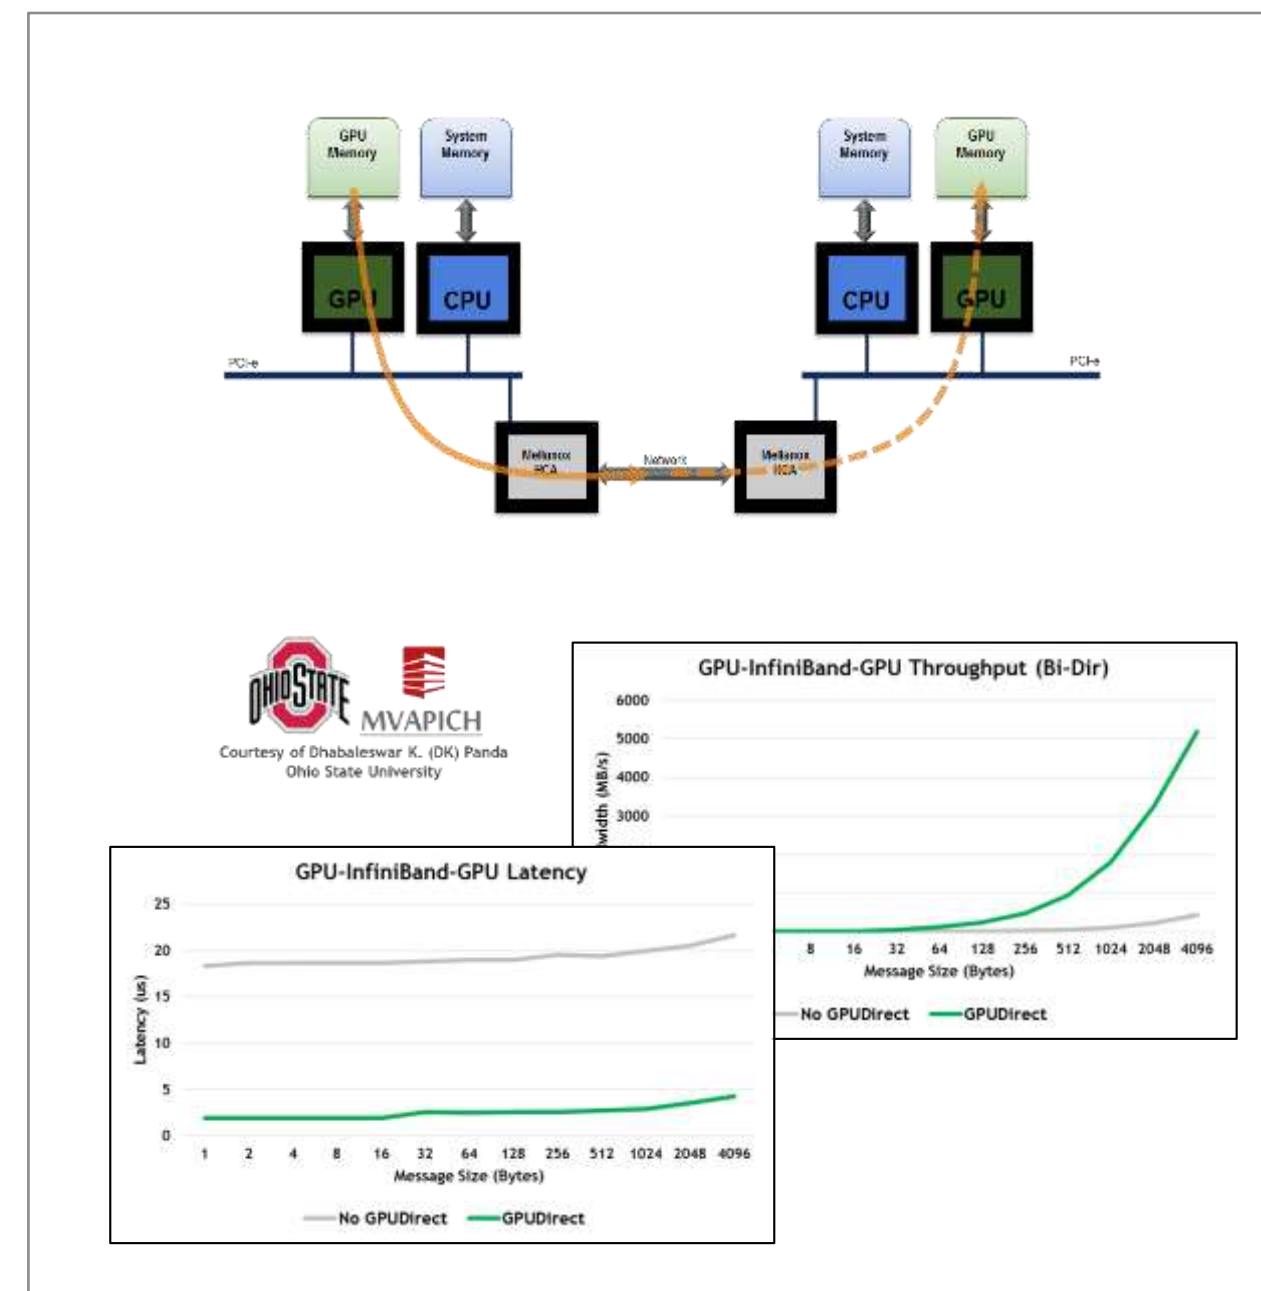 GPU
Memory
System
Memory
System
Memory
GPU
Memory
GPU
CPU
CPU
GPU
PCI-e
PCI-e
Mellanox
HCA
Network
Mellanox
HCA
OHIO STATE
MVAPICH
Courtesy of Dhabaleswar K. (DK) Panda
Ohio State University
GPU-InfiniBand-GPU Throughput (Bi-Dir)
6000
5000
4000
3000
dwidth (MB/s)
8 16 32 64 128 256 512 1024 2048 4096
Message Size (Bytes)
No GPUDirect GPUDirect
GPU-InfiniBand-GPU Latency
25
20
15
10
5
0
Latency (us)
1 2 4 8 16 32 64 128 256 512 1024 2048 4096
Message Size (Bytes)
No GPUDirect GPUDirect